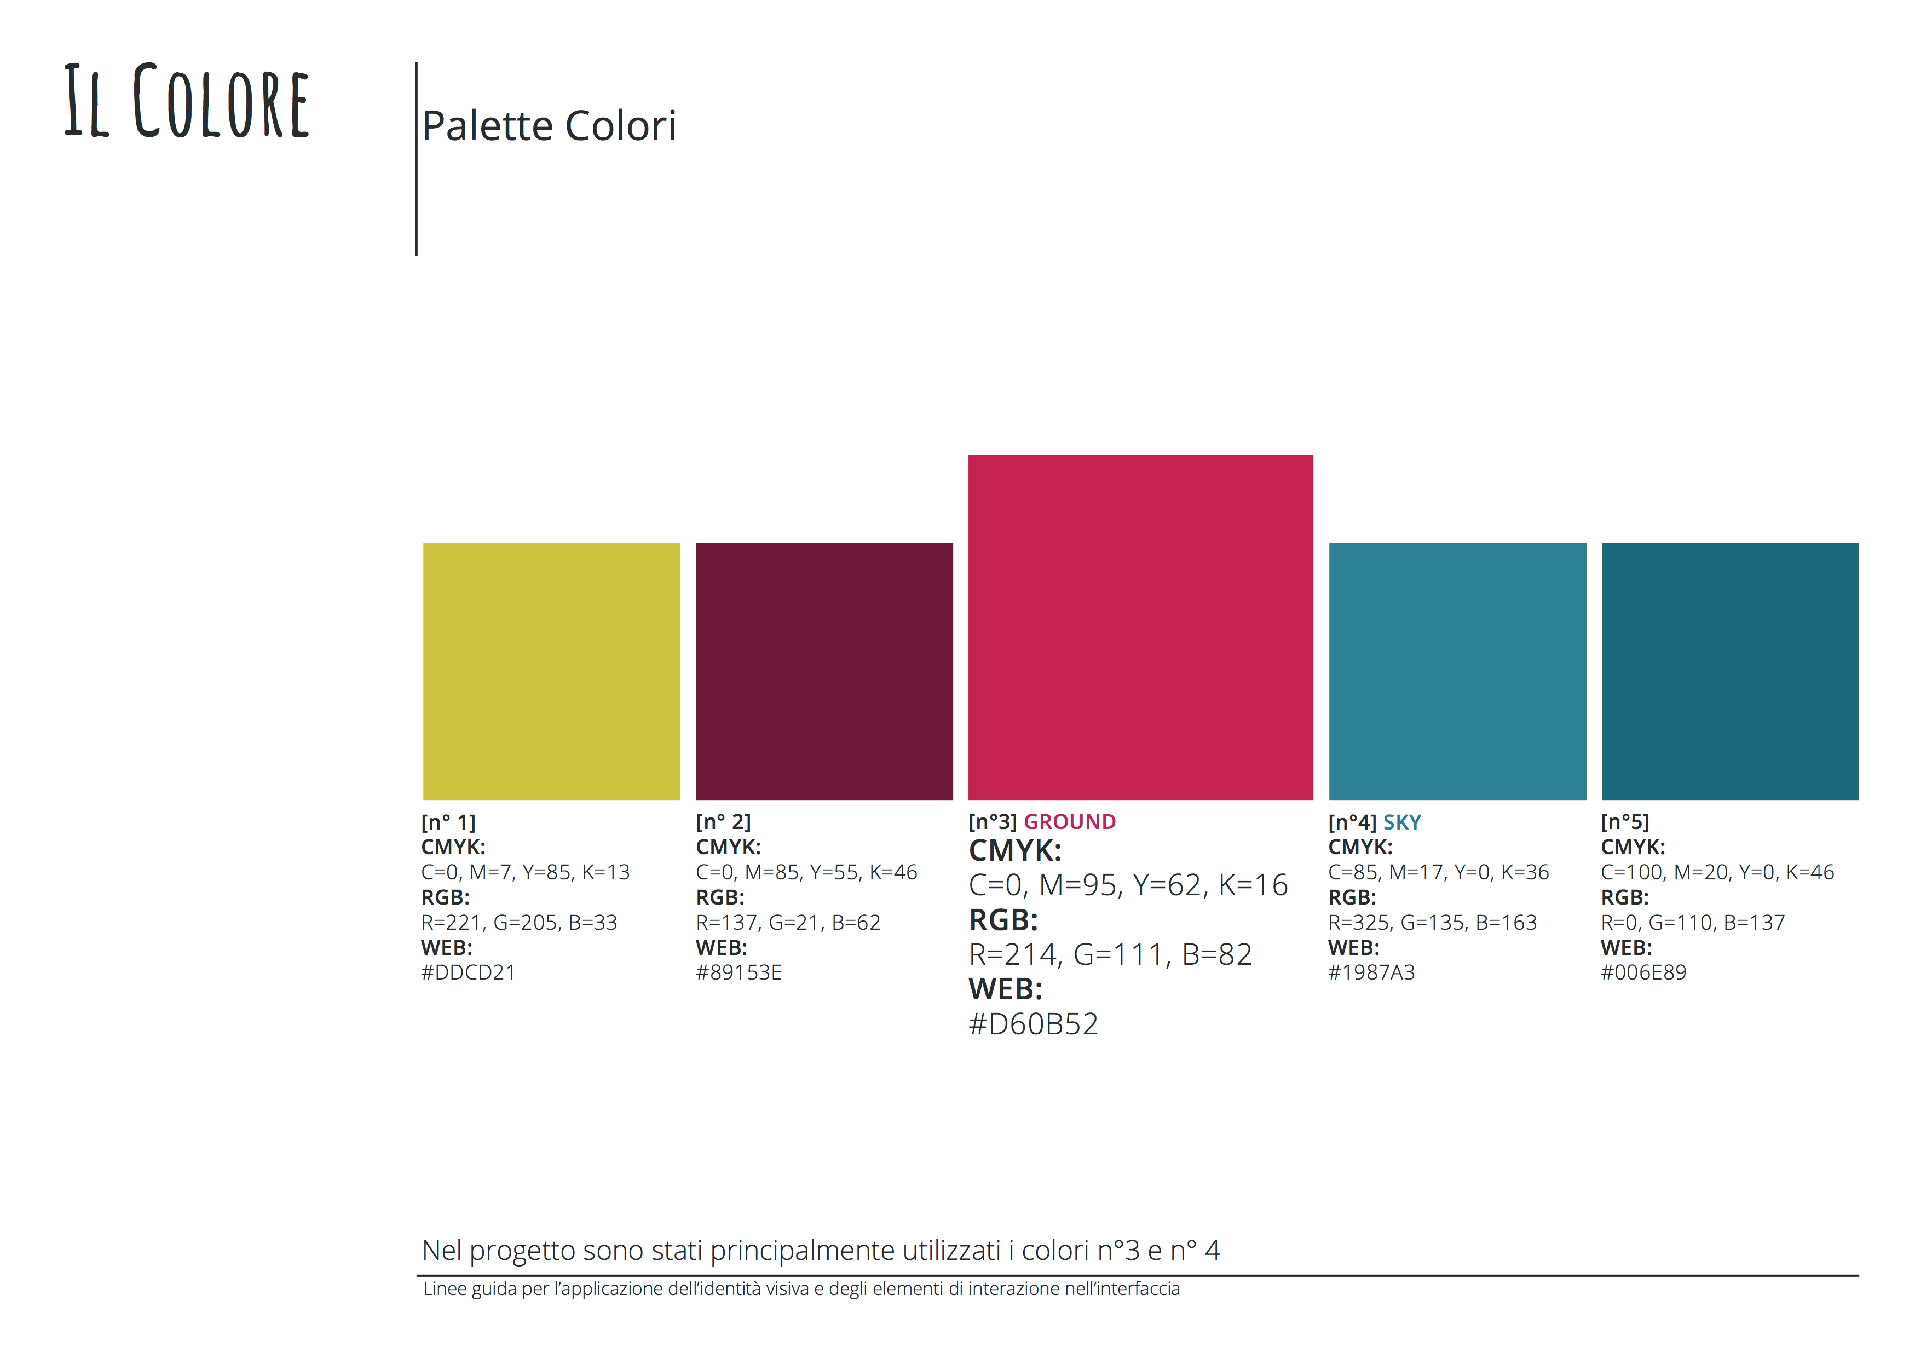 Il Colore
Palette Colori
[n° 1]
CMYK:
C=0, M=7, Y=85, K=13
RGB:
R=221, G=205, B=33
WEB:
#DDCD21
[n° 2]
CMYK:
C=0, M=85, Y=55, K=46
RGB:
R=137, G=21, B=62
WEB:
#89153E
[n°3] GROUND
CMYK:
C=0, M=95, Y=62, K=16
RGB:
R=214, G=111, B=82
WEB:
#D60B52
[n°4] SKY
CMYK:
C=85, M=17, Y=0, K=36
RGB:
R=325, G=135, B=163
WEB:
#1987A3
[n°5]
CMYK:
C=100, M=20, Y=0, K=46
RGB:
R=0, G=110, B=137
WEB:
#006E89
Nel progetto sono stati principalmente utilizzati i colori n°3 e n° 4
Linee guida per l’applicazione dell’identità visiva e degli elementi di interazione nell’interfaccia